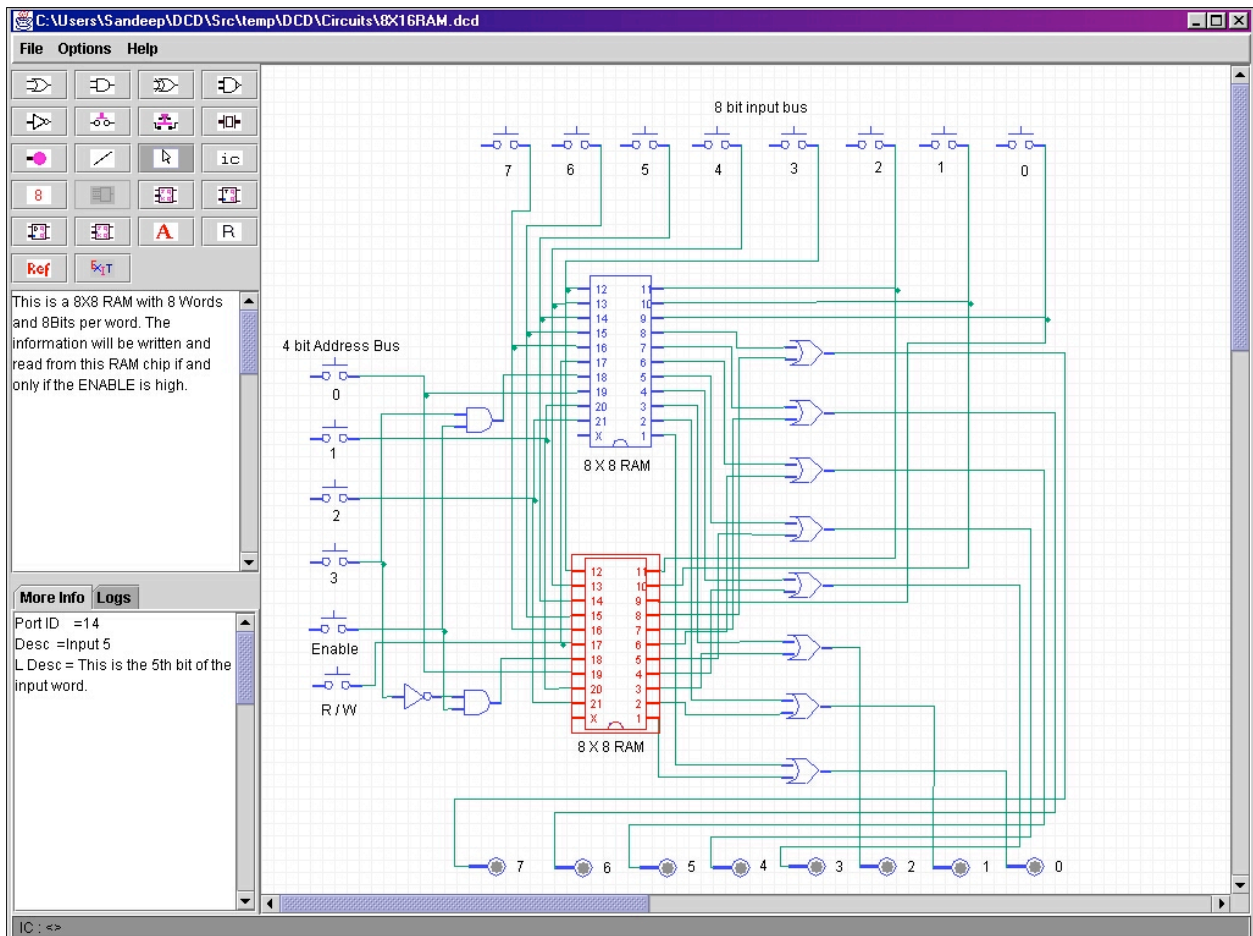 C:\Users\Sandeep\DCD\Src\temp\DCD\Circuits\8X16RAM.dcd
File Options Help
ic
8
A R
Ref EXIT
This is a 8X8 RAM with 8 Words
and 8Bits per word. The
information will be written and
read from this RAM chip if and
only if the ENABLE is high.
More Info Logs
Port ID =14
Desc =Input 5
L Desc = This is the 5th bit of the
input word.
8 bit input bus
7 6 5 4 3 2 1 0
4 bit Address Bus
0
1
2
3
Enable
R / W
12 11
13 10
14 9
15 8
16 7
17 6
18 5
19 4
20 3
21 2
X 1
8 X 8 RAM
12 11
13 10
14 9
15 8
16 7
17 6
18 5
19 4
20 3
21 2
X 1
8 X 8 RAM
7 6 5 4 3 2 1 0
IC : <>